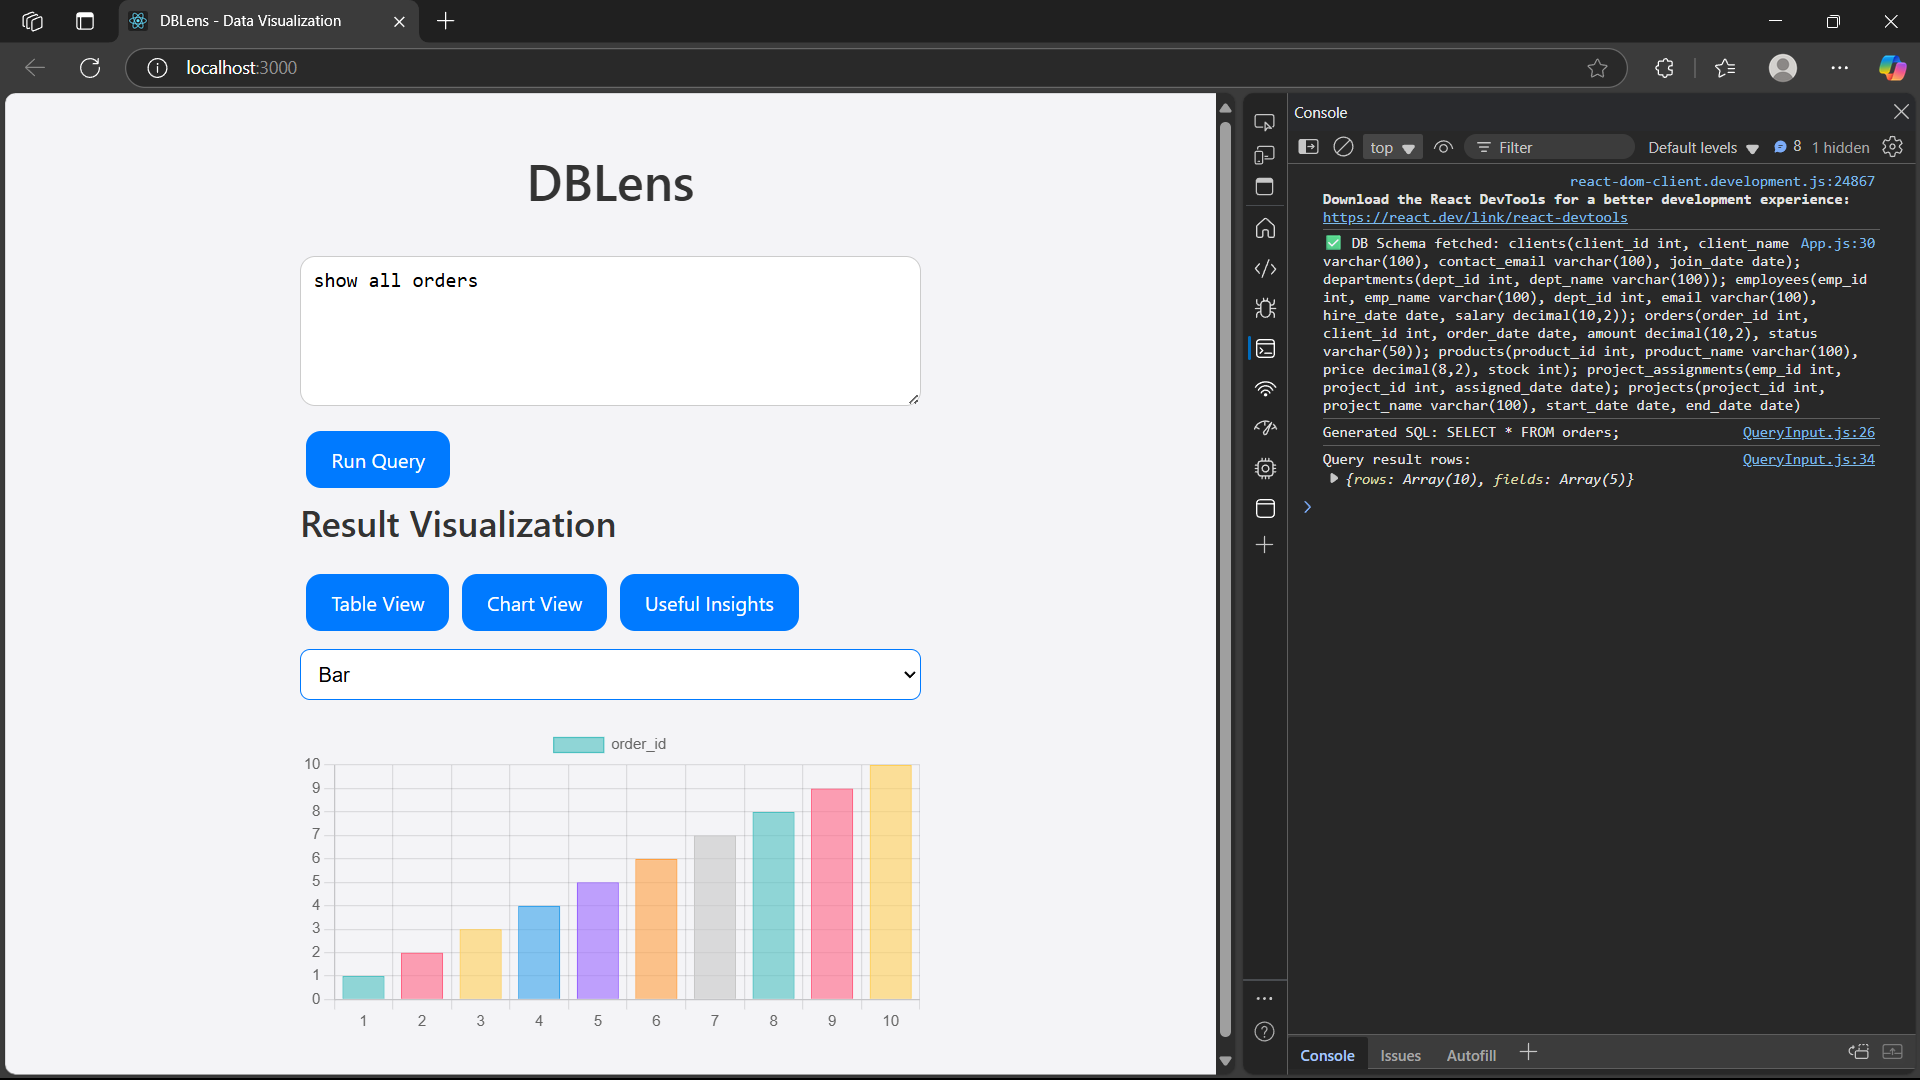 DBLens - Data Visualization
localhost:3000
DBLens
show all orders
Run Query
Result Visualization
Table View
Chart View
Useful Insights
Bar
order_id
10
9
8
7
6
5
4
3
2
1
0
1 2 3 4 5 6 7 8 9 10
Console
top
Filter
Default levels
8
1 hidden
react-dom-client.development.js:24867
Download the React DevTools for a better development experience:
https://react.dev/link/react-devtools
✅ DB Schema fetched: clients(client_id int, client_name App.js:30
varchar(100), contact_email varchar(100), join_date date);
departments(dept_id int, dept_name varchar(100)); employees(emp_id
int, emp_name varchar(100), dept_id int, email varchar(100),
hire_date date, salary decimal(10,2)); orders(order_id int,
client_id int, order_date date, amount decimal(10,2), status
varchar(50)); products(product_id int, product_name varchar(100),
price decimal(8,2), stock int); project_assignments(emp_id int,
project_id int, assigned_date date); projects(project_id int,
project_name varchar(100), start_date date, end_date date)
Generated SQL: SELECT * FROM orders; QueryInput.js:26
Query result rows: QueryInput.js:34
{rows: Array(10), fields: Array(5)}
Console
Issues
Autofill